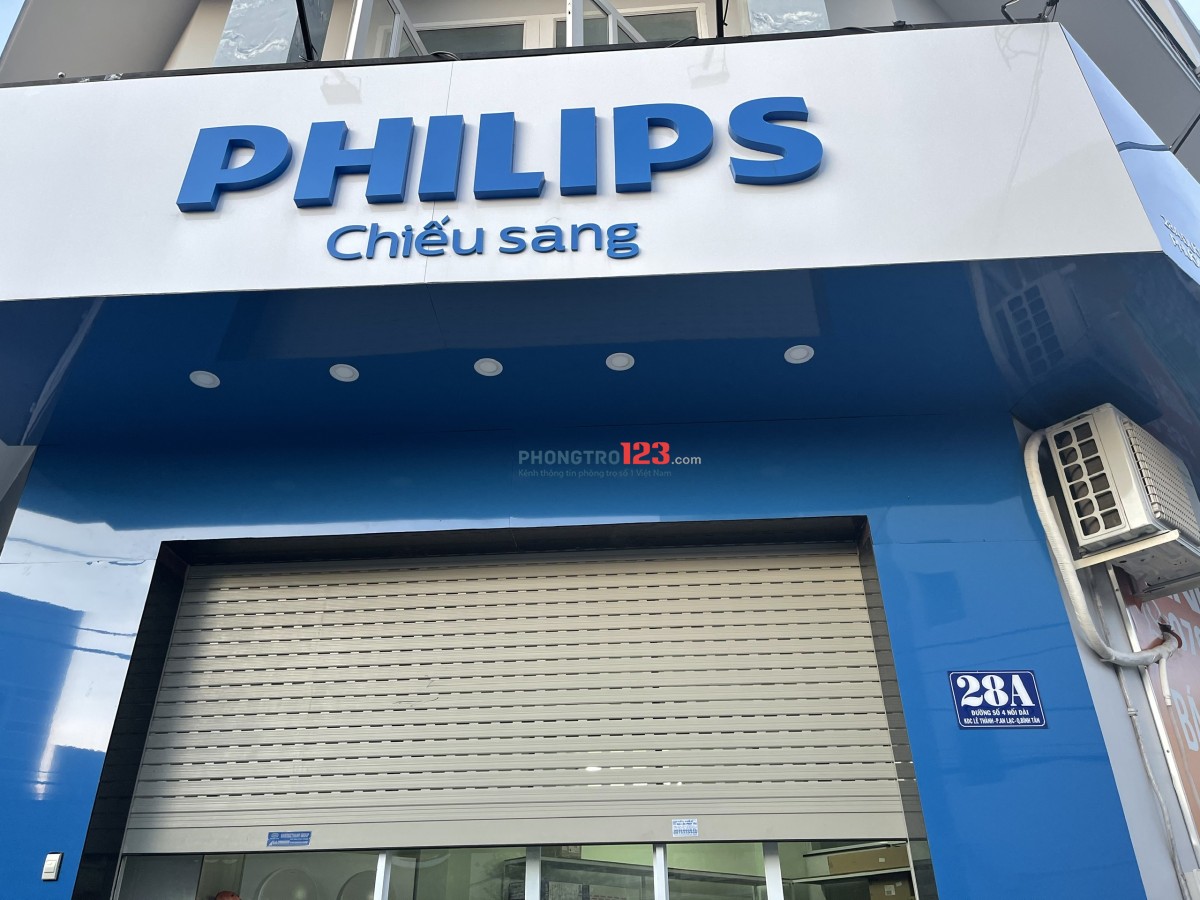 PHILIPS
Chiếu sang
PHONGTRO123.com
Kênh thông tin phòng trọ số 1 Việt Nam
28A
ĐƯỜNG SỐ 4 NỐI DÀI
KDC LÊ THÀNH-P.AN LẠC-Q.BÌNH TÂN